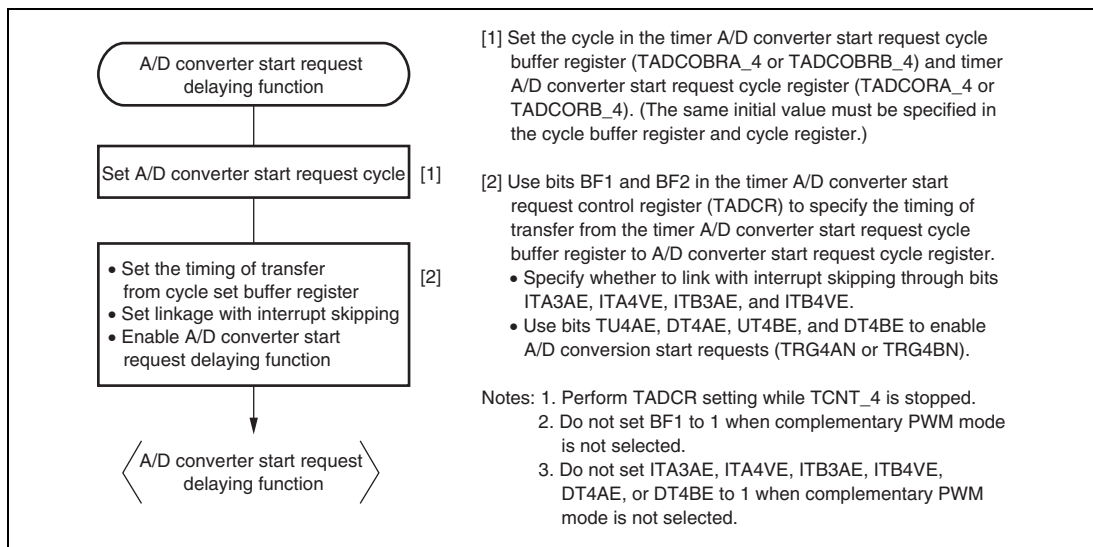 A/D converter start request
delaying function
Set A/D converter start request cycle
[1]
• Set the timing of transfer
from cycle set buffer register
• Set linkage with interrupt skipping
• Enable A/D converter start
request delaying function
[2]
A/D converter start request
delaying function
[1] Set the cycle in the timer A/D converter start request cycle
buffer register (TADCOBRA_4 or TADCOBRB_4) and timer
A/D converter start request cycle register (TADCORA_4 or
TADCORB_4). (The same initial value must be specified in
the cycle buffer register and cycle register.)
[2] Use bits BF1 and BF2 in the timer A/D converter start
request control register (TADCR) to specify the timing of
transfer from the timer A/D converter start request cycle
buffer register to A/D converter start request cycle register.
• Specify whether to link with interrupt skipping through bits
ITA3AE, ITA4VE, ITB3AE, and ITB4VE.
• Use bits TU4AE, DT4AE, UT4BE, and DT4BE to enable
A/D conversion start requests (TRG4AN or TRG4BN).
Notes: 1. Perform TADCR setting while TCNT_4 is stopped.
2. Do not set BF1 to 1 when complementary PWM mode
is not selected.
3. Do not set ITA3AE, ITA4VE, ITB3AE, ITB4VE,
DT4AE, or DT4BE to 1 when complementary PWM
mode is not selected.